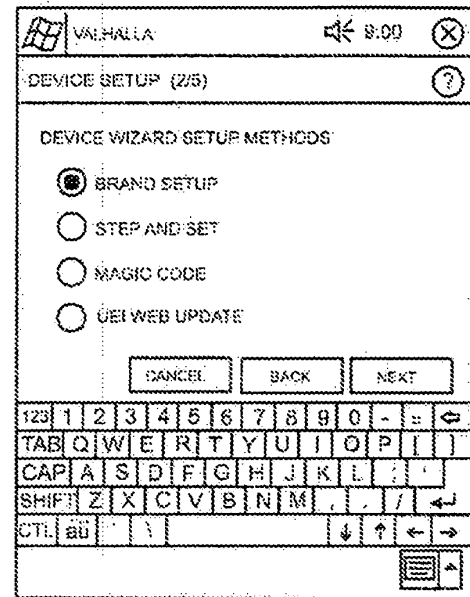 VALHALLA 9:00
DEVICE SETUP (2/5)
DEVICE WIZARD SETUP METHODS
BRAND SETUP
STEP AND SET
MAGIC CODE
UEI WEB UPDATE
CANCEL BACK NEXT
123 1 2 3 4 5 6 7 8 9 0 - =
TAB Q W E R T Y U I O P [ ]
CAP A S D F G H J K L ; '
SHIFT Z X C V B N M , . /
CTL áü ` \